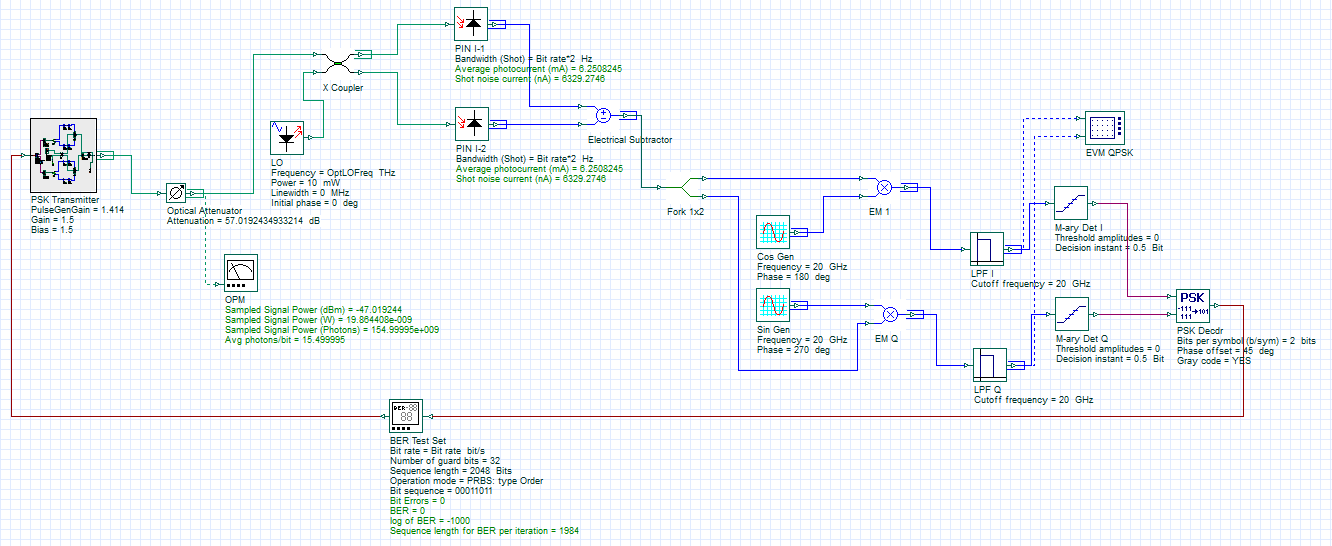 PIN I-1
Bandwidth (Shot) = Bit rate*2 Hz
Average photocurrent (mA) = 6.2508245
Shot noise current (nA) = 6329.2746
X Coupler
PIN I-2
Bandwidth (Shot) = Bit rate*2 Hz
Average photocurrent (mA) = 6.2508245
Shot noise current (nA) = 6329.2746
Electrical Subtractor
LO
Frequency = OptLOFreq THz
Power = 10 mW
Linewidth = 0 MHz
Initial phase = 0 deg
PSK Transmitter
PulseGenGain = 1.414
Gain = 1.5
Bias = 1.5
Optical Attenuator
Attenuation = 57.0192434933214 dB
OPM
Sampled Signal Power (dBm) = -47.019244
Sampled Signal Power (W) = 19.864408e-009
Sampled Signal Power (Photons) = 154.99995e+009
Avg photons/bit = 15.499995
Fork 1x2
EM 1
Cos Gen
Frequency = 20 GHz
Phase = 180 deg
Sin Gen
Frequency = 20 GHz
Phase = 270 deg
EM Q
EVM QPSK
M-ary Det I
Threshold amplitudes = 0
Decision instant = 0.5 Bit
LPF I
Cutoff frequency = 20 GHz
M-ary Det Q
Threshold amplitudes = 0
Decision instant = 0.5 Bit
LPF Q
Cutoff frequency = 20 GHz
PSK
-111
111→101
PSK Decdr
Bits per symbol (b/sym) = 2 bits
Phase offset = 45 deg
Gray code = YES
BER Test Set
Bit rate = Bit rate bit/s
Number of guard bits = 32
Sequence length = 2048 Bits
Operation mode = PRBS: type Order
Bit sequence = 00011011
Bit Errors = 0
BER = 0
log of BER = -1000
Sequence length for BER per iteration = 1984